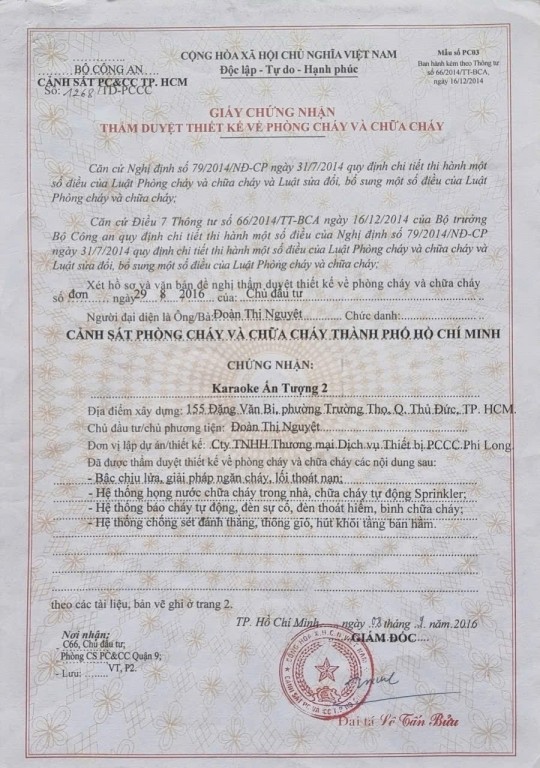 BỘ CÔNG AN
CẢNH SÁT PC&CC TP. HCM
Số: 1268/TD-PCCC
CỘNG HÒA XÃ HỘI CHỦ NGHĨA VIỆT NAM
Độc lập - Tự do - Hạnh phúc
Mẫu số PC03
Ban hành kèm theo Thông tư
số 66/2014/TT-BCA,
ngày 16/12/2014
GIẤY CHỨNG NHẬN
THẨM DUYỆT THIẾT KẾ VỀ PHÒNG CHÁY VÀ CHỮA CHÁY
Căn cứ Nghị định số 79/2014/NĐ-CP ngày 31/7/2014 quy định chi tiết thi hành một
số điều của Luật Phòng cháy và chữa cháy và Luật sửa đổi, bổ sung một số điều của Luật
Phòng cháy và chữa cháy;
Căn cứ Điều 7 Thông tư số 66/2014/TT-BCA ngày 16/12/2014 của Bộ trưởng
Bộ Công an quy định chi tiết thi hành một số điều của Nghị định số 79/2014/NĐ-CP
ngày 31/7/2014 quy định chi tiết thi hành một số điều của Luật Phòng cháy và chữa cháy và
Luật sửa đổi, bổ sung một số điều của Luật Phòng cháy và chữa cháy;
Xét hồ sơ và văn bản đề nghị thẩm duyệt thiết kế về phòng cháy và chữa cháy
số đơn ngày 29 8 2016 của: Chủ đầu tư
Người đại diện là Ông/Bà: Đoàn Thị Nguyệt Chức danh:
CẢNH SÁT PHÒNG CHÁY VÀ CHỮA CHÁY THÀNH PHỐ HỒ CHÍ MINH
CHỨNG NHẬN:
Karaoke Ấn Tượng 2
Địa điểm xây dựng: 155 Đặng Văn Bi, phường Trường Thọ, Q. Thủ Đức, TP. HCM.
Chủ đầu tư/chủ phương tiện: Đoàn Thị Nguyệt
Đơn vị lập dự án/thiết kế: Cty TNHH Thương mại Dịch vụ Thiết bị PCCC Phi Long.
Đã được thẩm duyệt thiết kế về phòng cháy và chữa cháy các nội dung sau:
- Bậc chịu lửa, giải pháp ngăn cháy, lối thoát nạn;
- Hệ thống họng nước chữa cháy trong nhà, chữa cháy tự động Sprinkler;
- Hệ thống báo cháy tự động, đèn sự cố, đèn thoát hiểm, bình chữa cháy;
- Hệ thống chống sét đánh thẳng, thông gió, hút khói tầng bán hầm.
theo các tài liệu, bản vẽ ghi ở trang 2.
TP. Hồ Chí Minh, ngày tháng năm 2016
Nơi nhận:
C66, Chủ đầu tư;
Phòng CS PC&CC Quận 9;
- Lưu: VT, P2.
GIÁM ĐỐC
Đại tá Lê Tấn Bửu